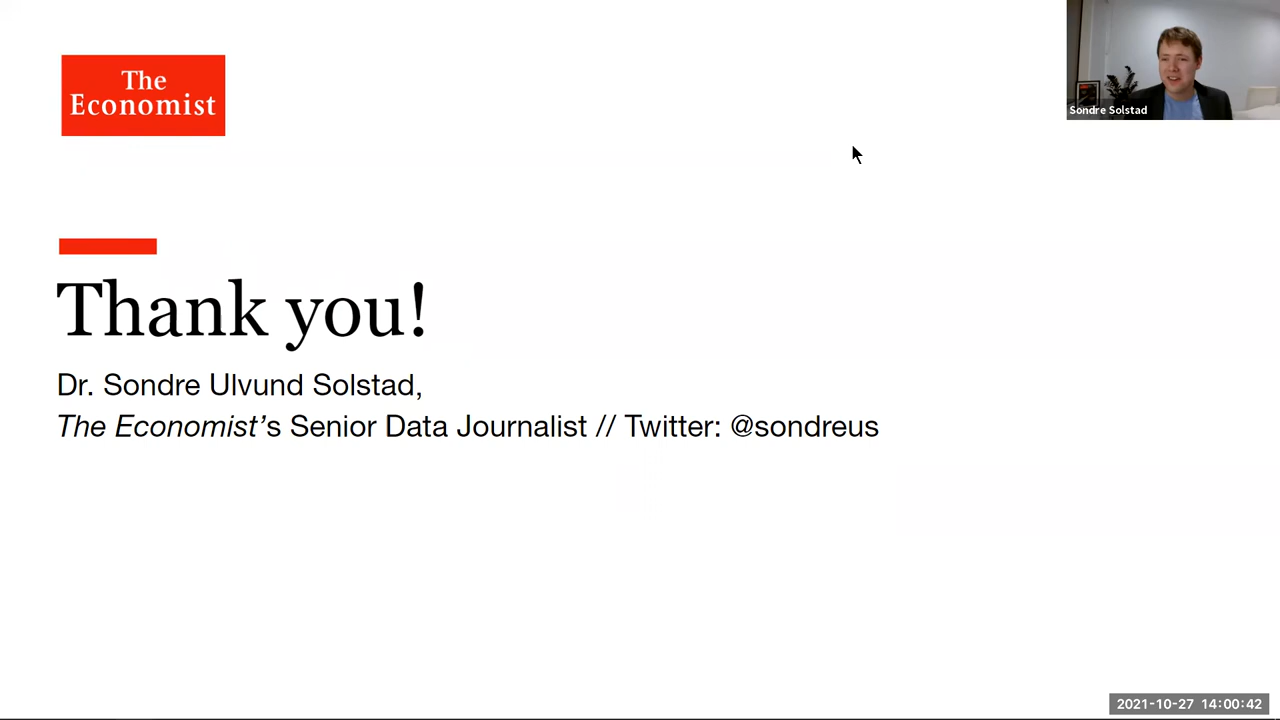 The
Economist
Sondre Solstad
Thank you!
Dr. Sondre Ulvund Solstad,
The Economist’s Senior Data Journalist // Twitter: @sondreus
2021-10-27 14:00:42